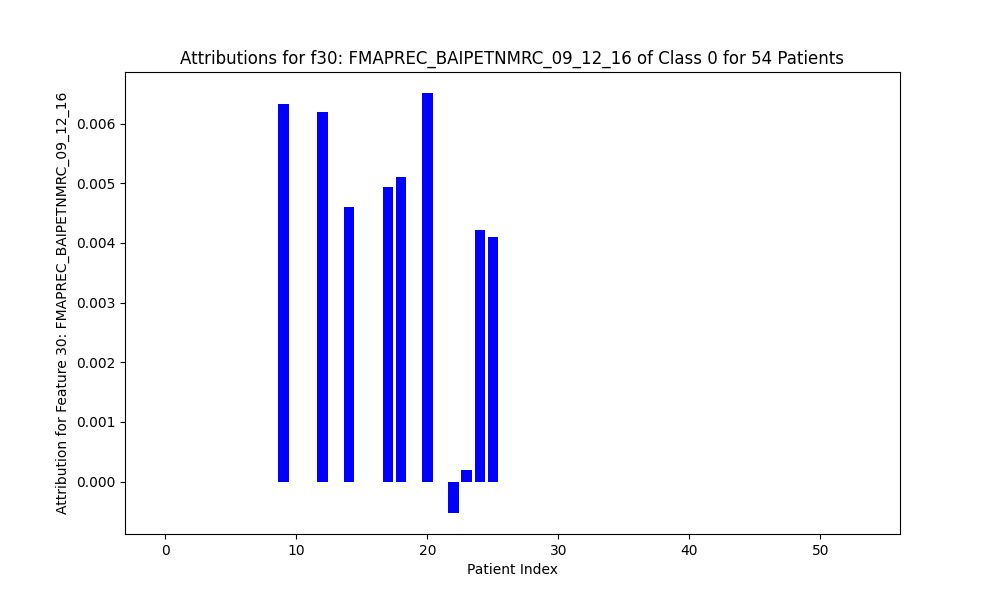 Attributions for f30: FMAPREC_BAIPETNMRC_09_12_16 of Class 0 for 54 Patients
Attribution for Feature 30: FMAPREC_BAIPETNMRC_09_12_16
0.006
0.005
0.004
0.003
0.002
0.001
0.000
0 10 20 30 40 50
Patient Index